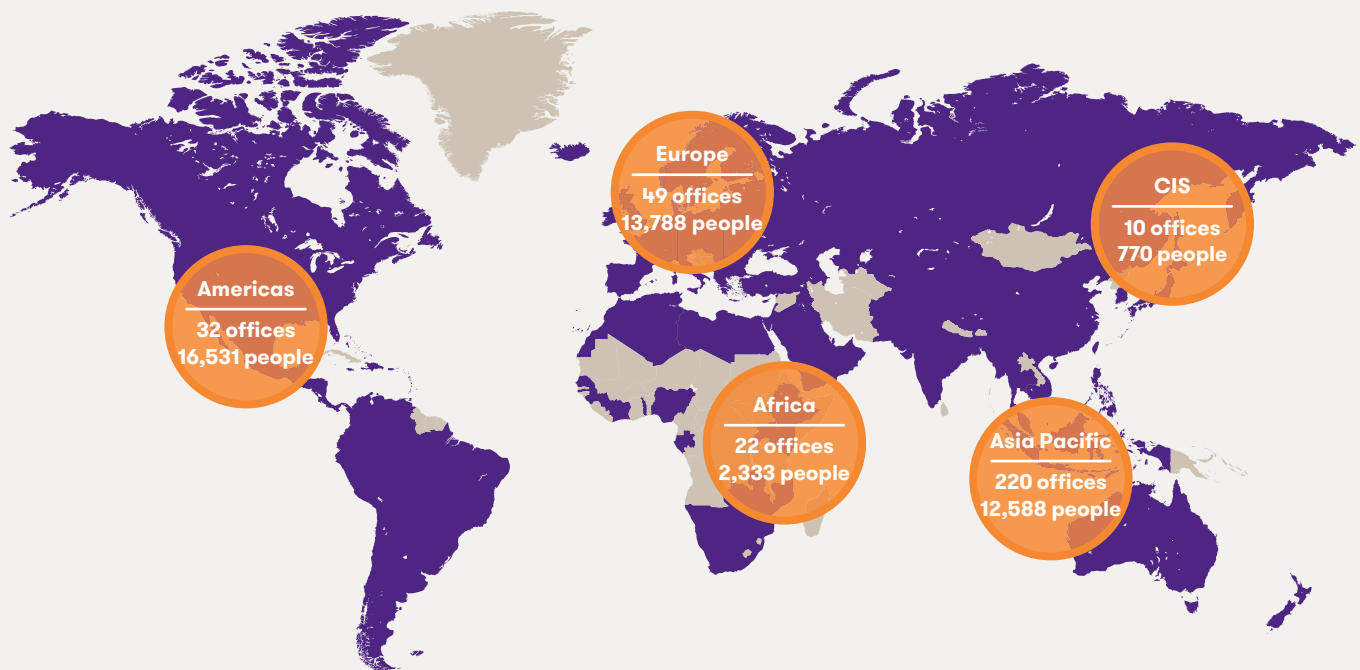 Europe
49 offices
13,788 people
CIS
10 offices
770 people
Americas
32 offices
16,531 people
Africa
22 offices
2,333 people
Asia Pacific
220 offices
12,588 people